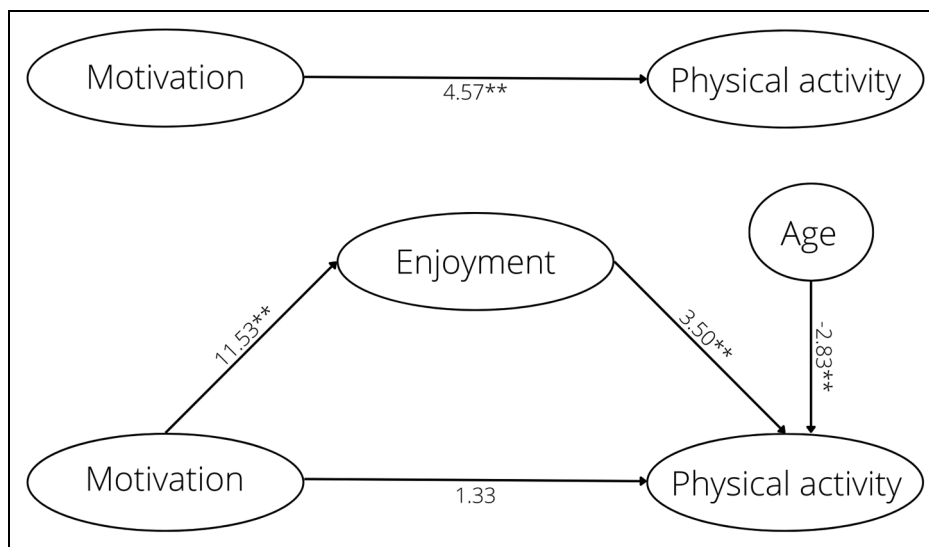 Motivation
Physical activity
4.57**
Age
Enjoyment
11.53**
3.50**
-2.83**
Motivation
Physical activity
1.33